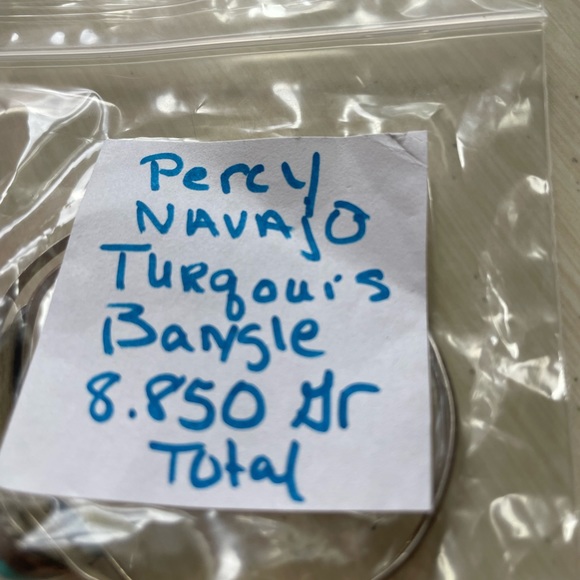 Percy
NAVAJO
TURqouis
Bangle
8.850 Gr
Total